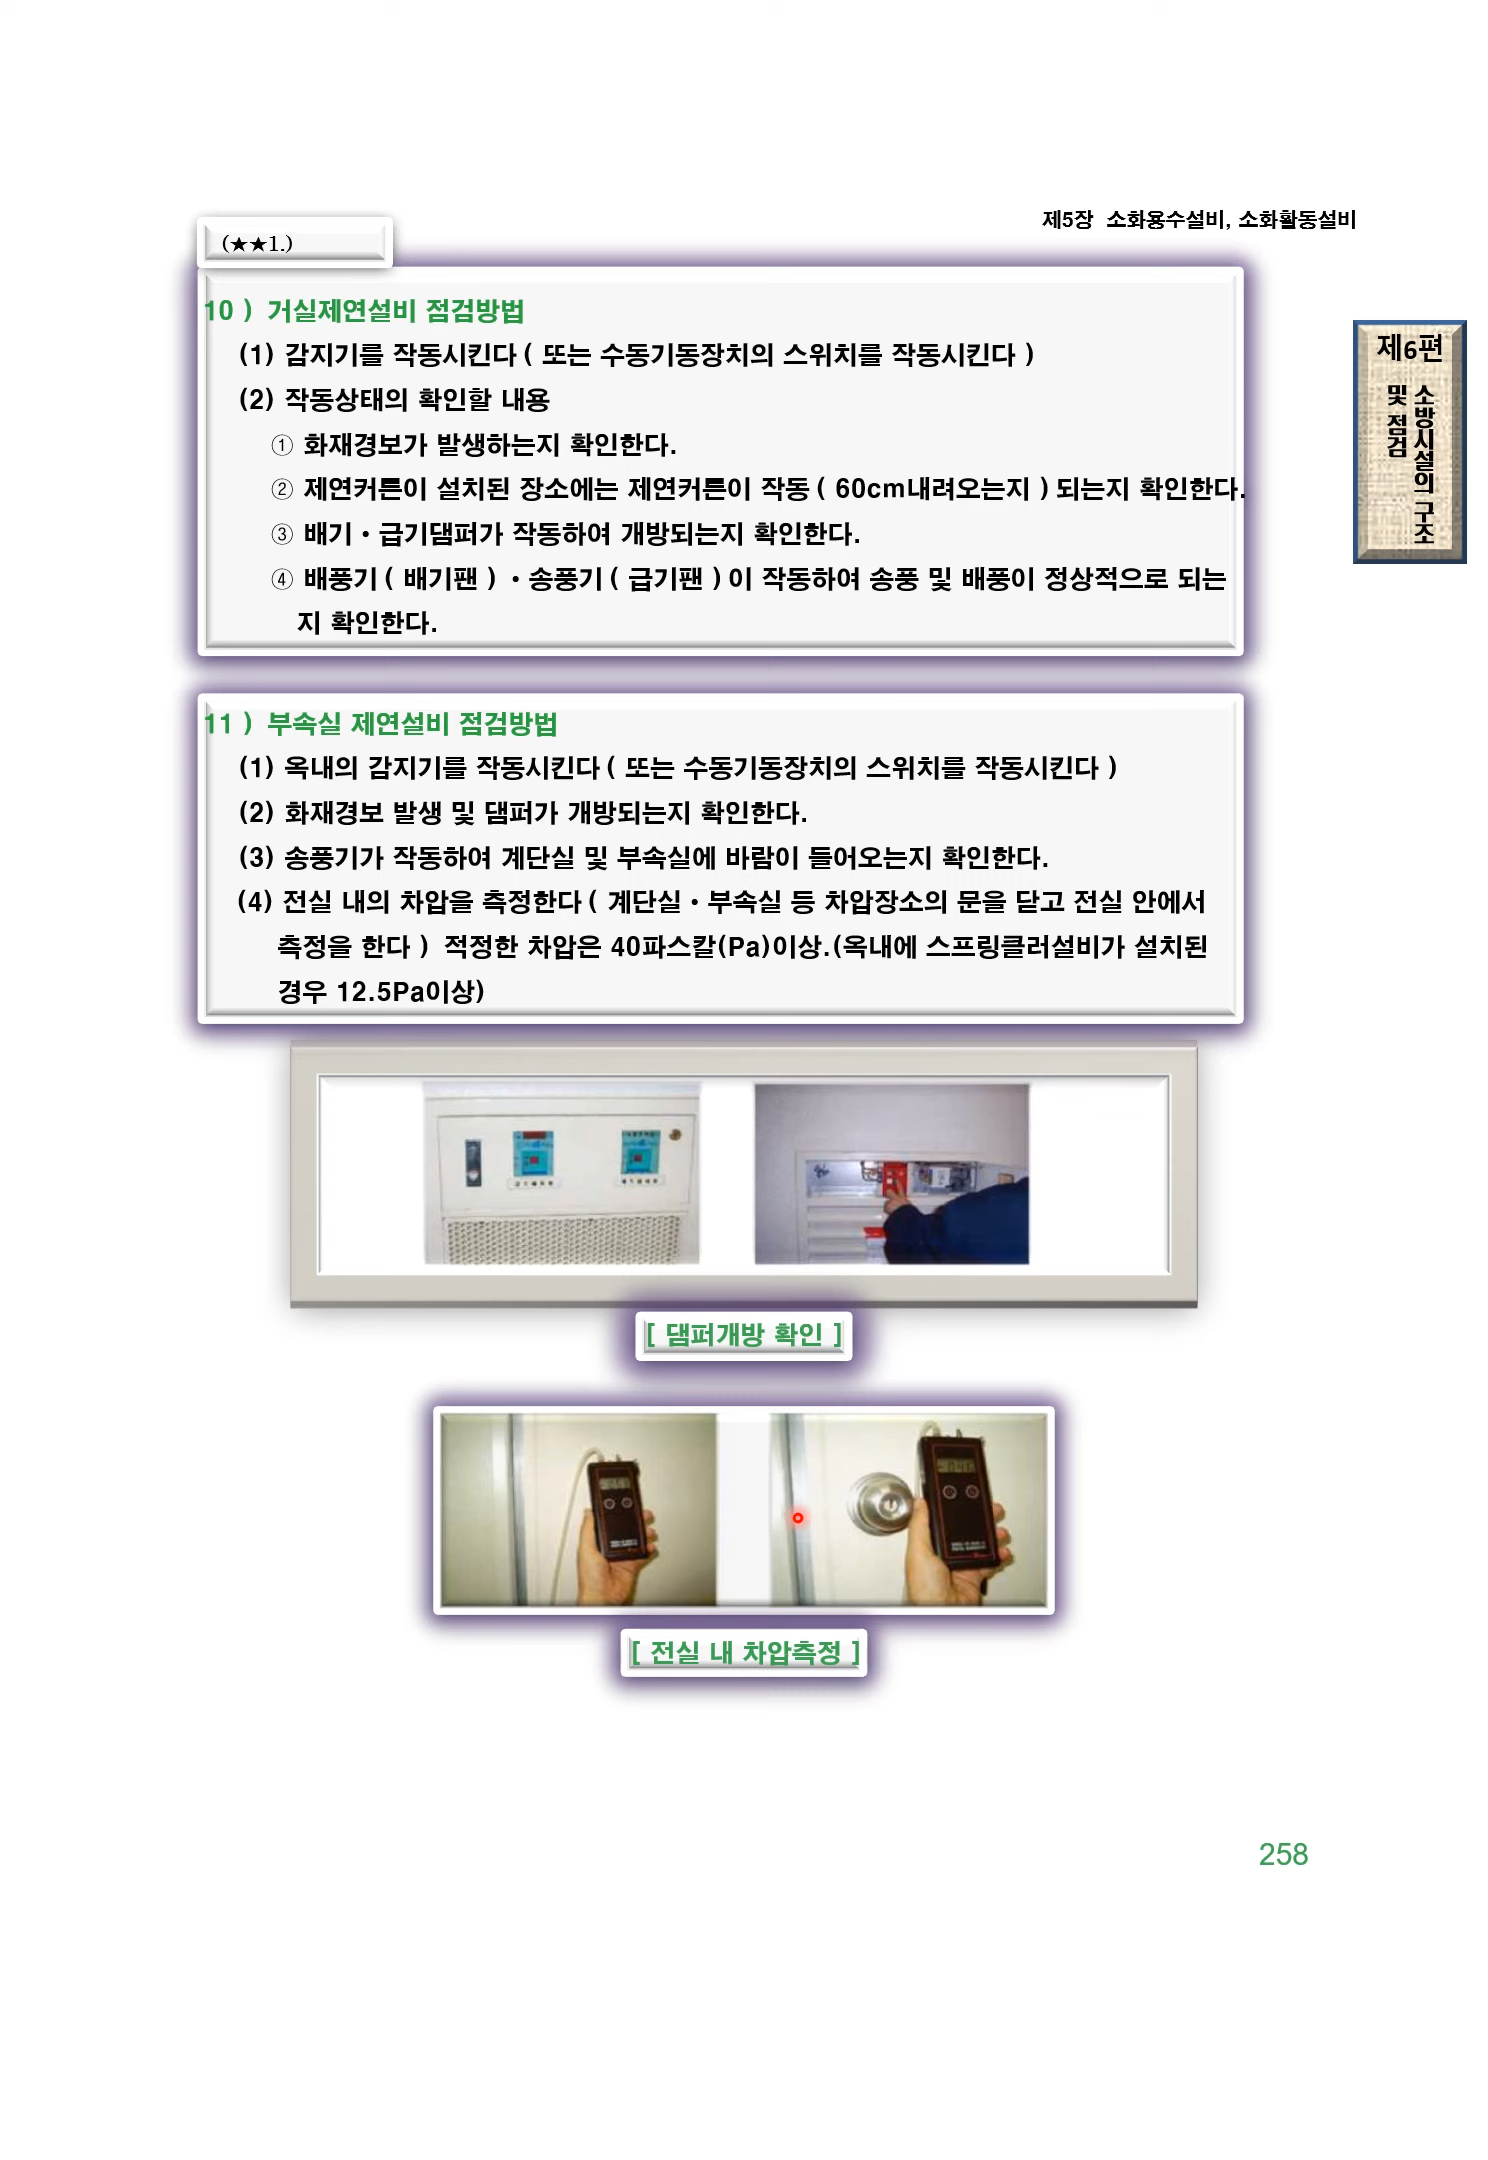 제5장 소화용수설비, 소화활동설비
(★★1.)
10 ) 거실제연설비 점검방법
(1) 감지기를 작동시킨다 ( 또는 수동기동장치의 스위치를 작동시킨다 )
(2) 작동상태의 확인할 내용
① 화재경보가 발생하는지 확인한다.
② 제연커튼이 설치된 장소에는 제연커튼이 작동 ( 60cm내려오는지 ) 되는지 확인한다.
③ 배기 • 급기댐퍼가 작동하여 개방되는지 확인한다.
④ 배풍기 ( 배기팬 ) • 송풍기 ( 급기팬 ) 이 작동하여 송풍 및 배풍이 정상적으로 되는
지 확인한다.
제6편
소방시설의 구조
및 점검
11 ) 부속실 제연설비 점검방법
(1) 옥내의 감지기를 작동시킨다 ( 또는 수동기동장치의 스위치를 작동시킨다 )
(2) 화재경보 발생 및 댐퍼가 개방되는지 확인한다.
(3) 송풍기가 작동하여 계단실 및 부속실에 바람이 들어오는지 확인한다.
(4) 전실 내의 차압을 측정한다 ( 계단실 • 부속실 등 차압장소의 문을 닫고 전실 안에서
측정을 한다 ) 적정한 차압은 40파스칼(Pa)이상.(옥내에 스프링클러설비가 설치된
경우 12.5Pa이상)
[ 댐퍼개방 확인 ]
[ 전실 내 차압측정 ]
258